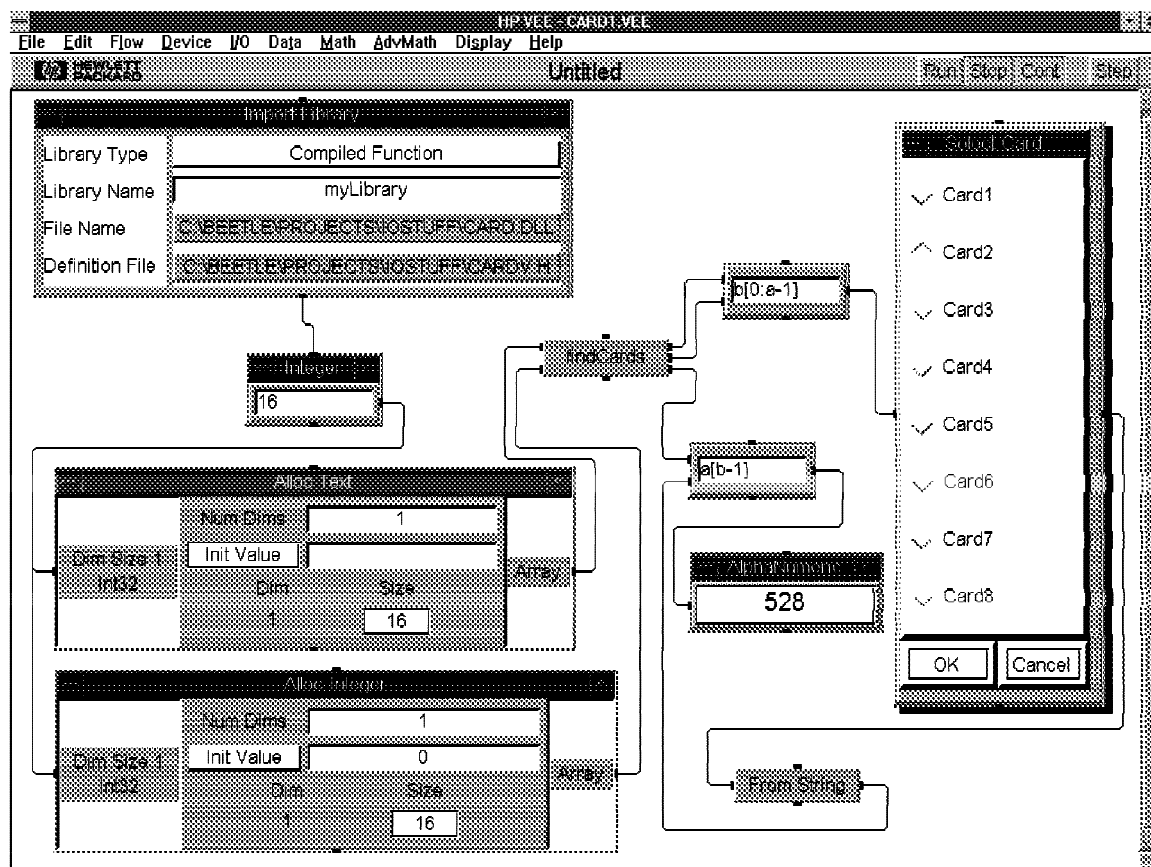 HP VEE - CARD1.VEE
File Edit Flow Device I/O Data Math AdvMath Display Help
HEWLETT PACKARD
Untitled
Run Stop Cont Step
Import Library
Library Type Compiled Function
Library Name myLibrary
File Name C:\BEETLE\PROJECTS\IOSTUFF\CARD.DLL
Definition File C:\BEETLE\PROJECTS\IOSTUFF\CARDV.H
Integer
16
findCards
b[0:a-1]
a[b-1]
Alloc Text
Num Dims 1
Init Value
Dim Size 1
Int32
Array
Dim Size
1 16
Alloc Integer
Num Dims 1
Init Value 0
Dim Size 1
Int32
Array
Dim Size
1 16
AlphaNumeric
528
From String
Select Card
Card1
Card2
Card3
Card4
Card5
Card6
Card7
Card8
OK Cancel